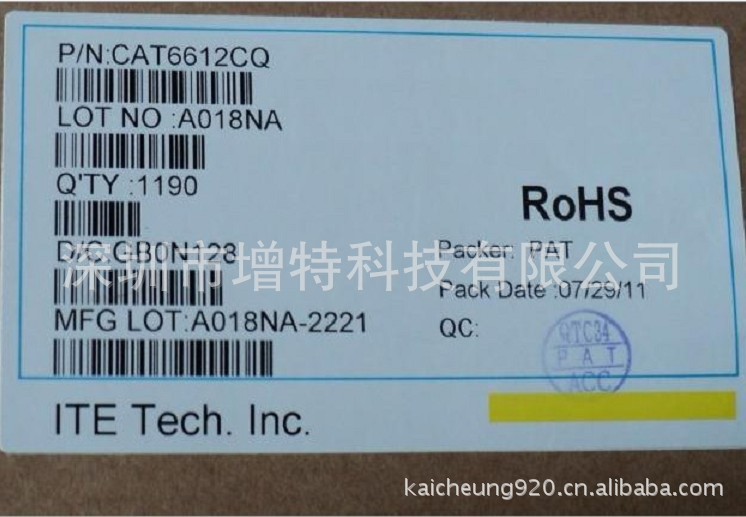 P/N:CAT6612CQ
LOT NO :A018NA
Q'TY :1190
RoHS
D/C:GB0N128
Packer: PAT
深圳市增特科技有限公司
Pack Date :07/29/11
MFG LOT:A018NA-2221
QC:
QTC34
PAT
ACC
ITE Tech. Inc.
kaicheung920.cn.alibaba.com